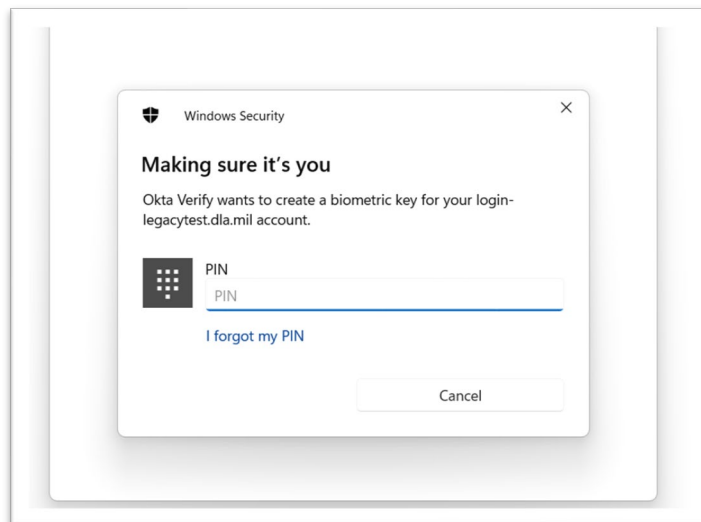 Windows Security
Making sure it's you
Okta Verify wants to create a biometric key for your login-
legacytest.dla.mil account.
PIN
PIN
I forgot my PIN
Cancel